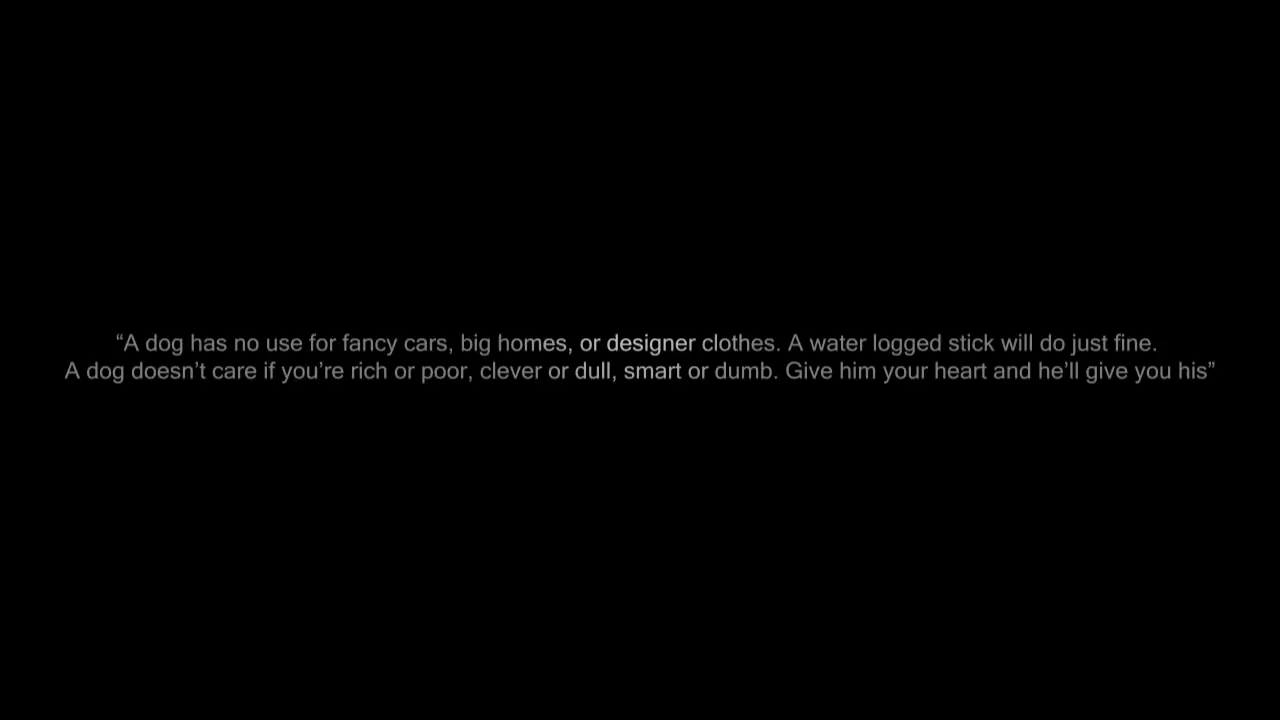 “A dog has no use for fancy cars, big homes, or designer clothes. A water logged stick will do just fine.
A dog doesn’t care if you’re rich or poor, clever or dull, smart or dumb. Give him your heart and he’ll give you his”